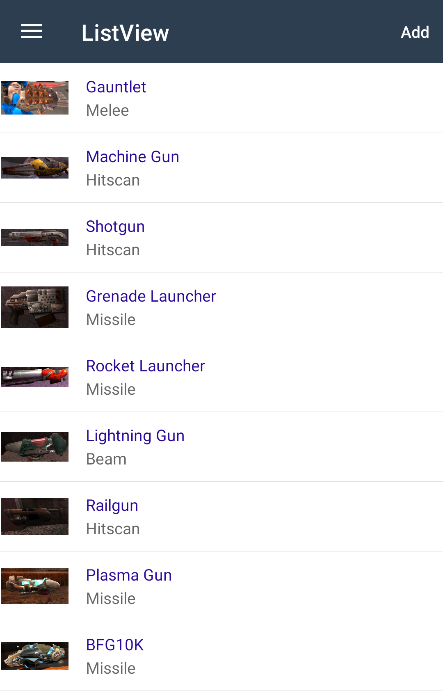 ListView
Add
Gauntlet
Melee
Machine Gun
Hitscan
Shotgun
Hitscan
Grenade Launcher
Missile
Rocket Launcher
Missile
Lightning Gun
Beam
Railgun
Hitscan
Plasma Gun
Missile
BFG10K
Missile